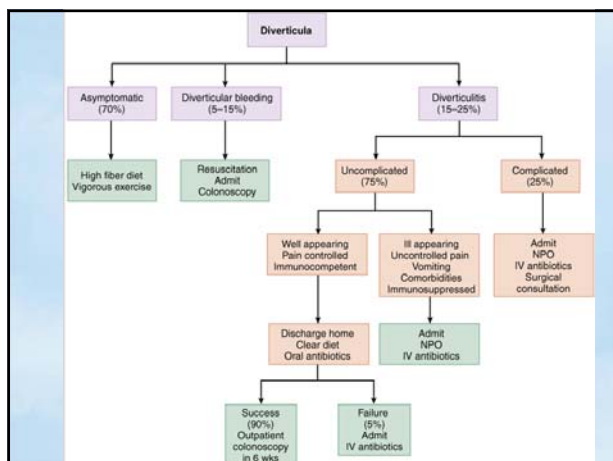 Diverticula
Asymptomatic
(70%)
Diverticular bleeding
(5–15%)
Diverticulitis
(15–25%)
High fiber diet
Vigorous exercise
Resuscitation
Admit
Colonoscopy
Uncomplicated
(75%)
Complicated
(25%)
Well appearing
Pain controlled
Immunocompetent
Ill appearing
Uncontrolled pain
Vomiting
Comorbidities
Immunosuppressed
Admit
NPO
IV antibiotics
Surgical
consultation
Discharge home
Clear diet
Oral antibiotics
Admit
NPO
IV antibiotics
Success
(90%)
Outpatient
colonoscopy
in 6 wks
Failure
(5%)
Admit
IV antibiotics